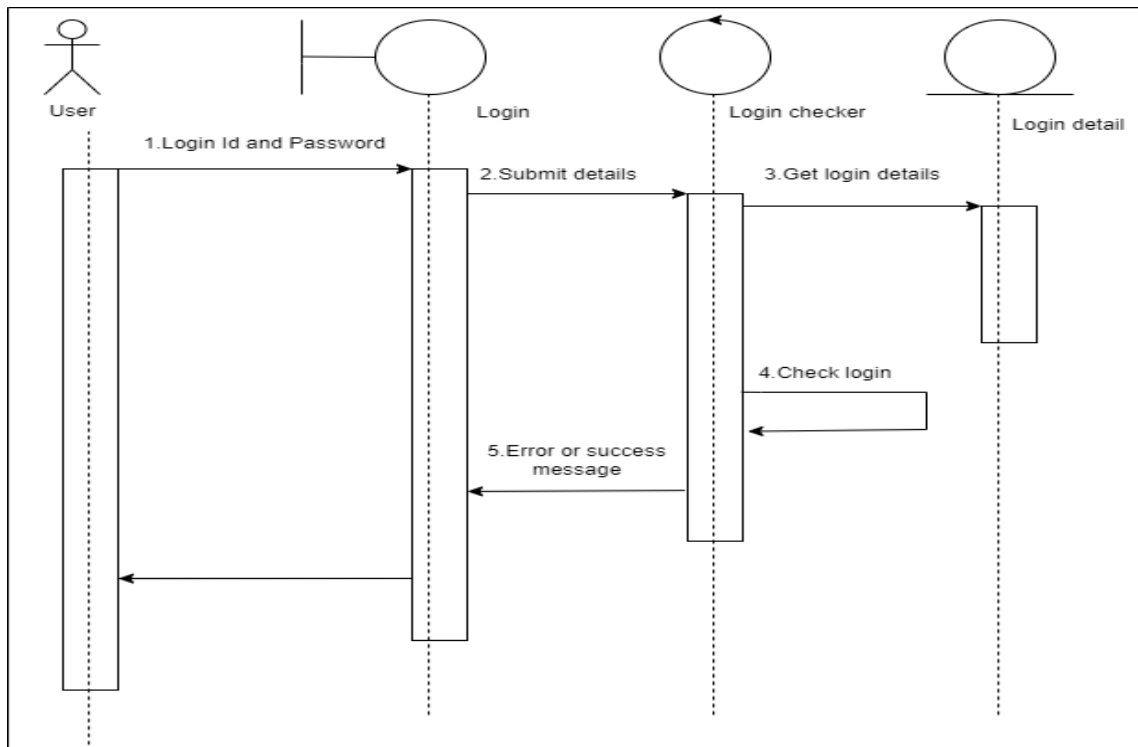 User
Login
Login checker
Login detail
1.Login Id and Password
2.Submit details
3.Get login details
4.Check login
5.Error or success
message